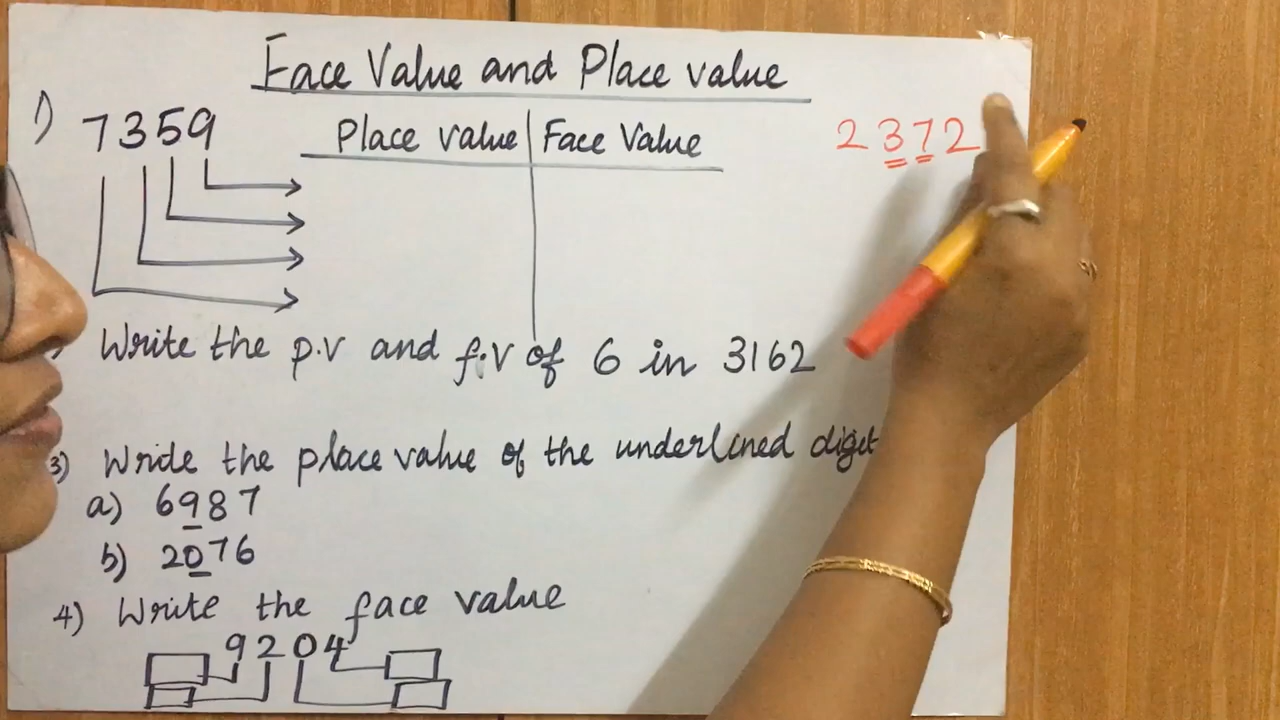 Face Value and Place value
1) 7359
Place value Face Value
2372
Write the p.v and f.v of 6 in 3162
3) Write the place value of the underlined digit
a) 6987
b) 2076
4) Write the face value
9204